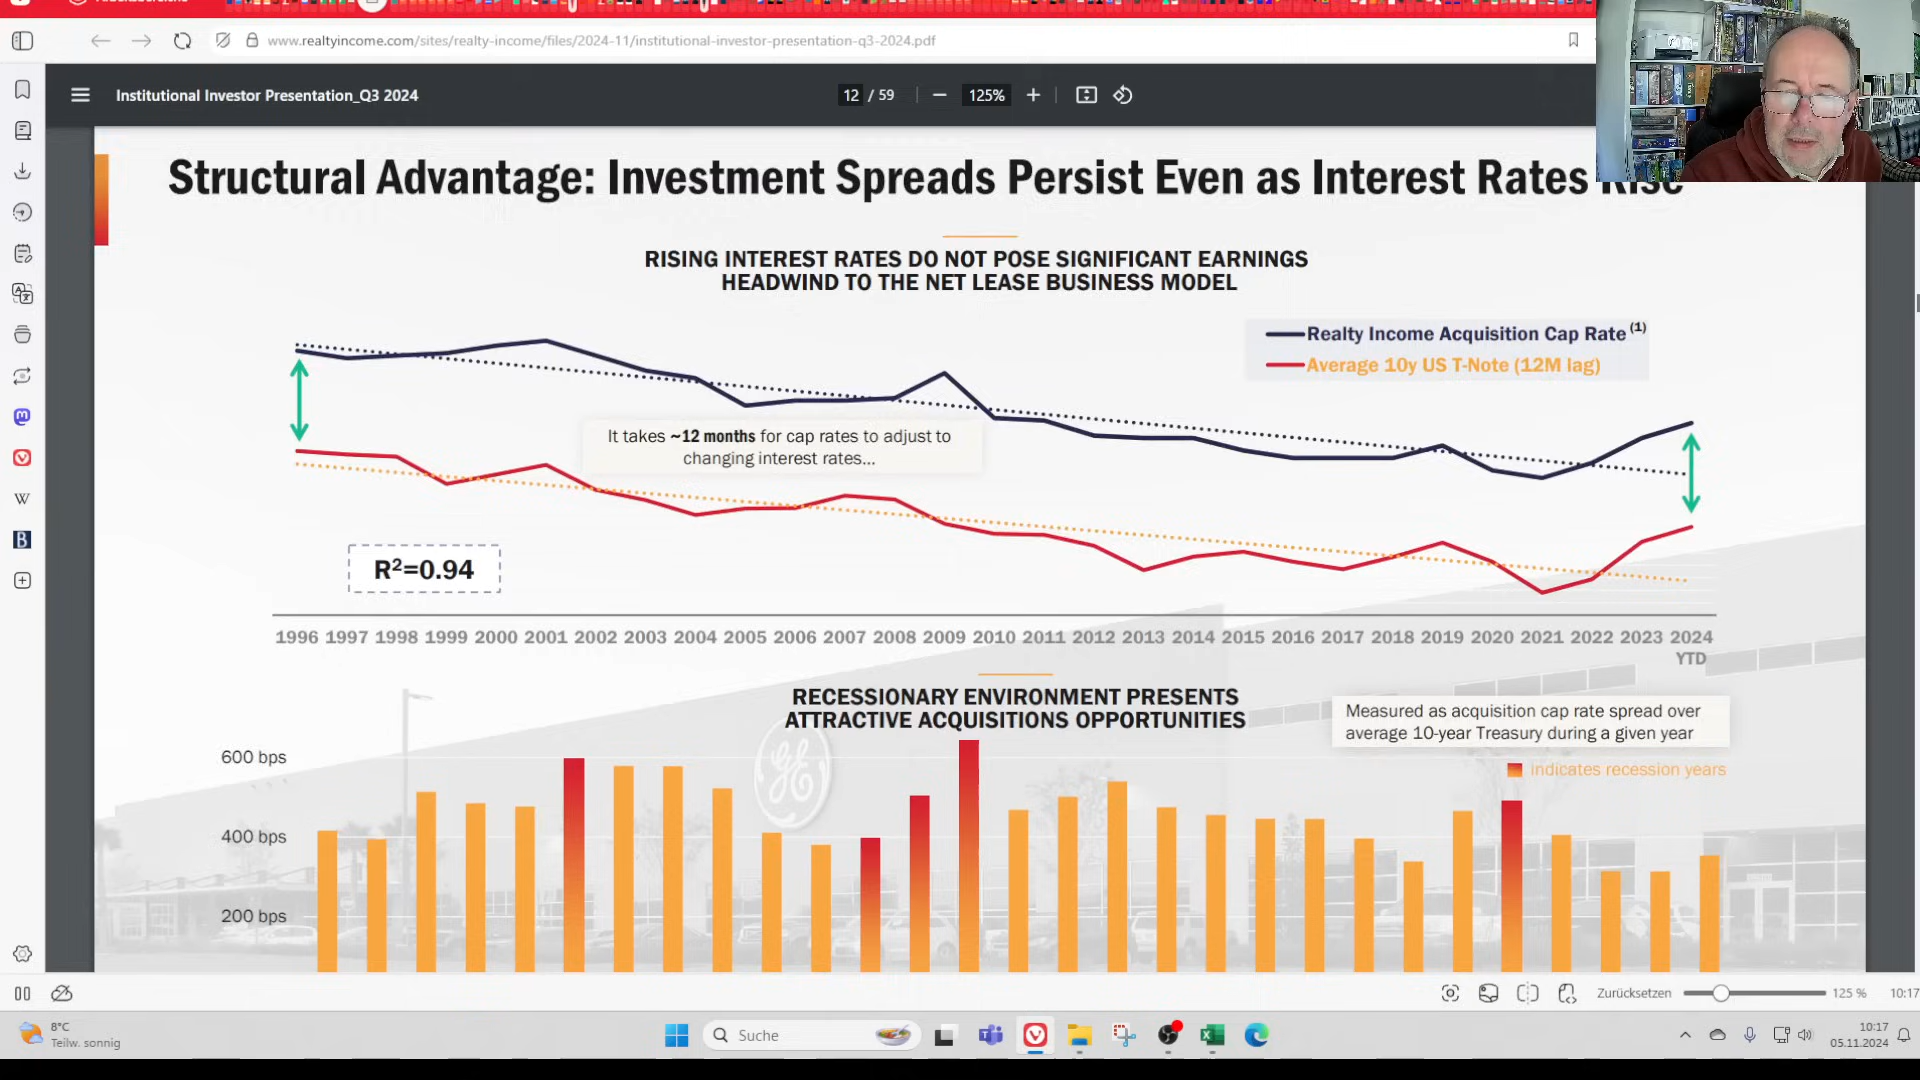 www.realtyincome.com/sites/realty-income/files/2024-11/institutional-investor-presentation-q3-2024.pdf
Institutional Investor Presentation_Q3 2024
12 / 59
125%
Structural Advantage: Investment Spreads Persist Even as Interest Rates Rise
RISING INTEREST RATES DO NOT POSE SIGNIFICANT EARNINGS
HEADWIND TO THE NET LEASE BUSINESS MODEL
Realty Income Acquisition Cap Rate (1)
Average 10y US T-Note (12M lag)
It takes ~12 months for cap rates to adjust to
changing interest rates...
R²=0.94
1996 1997 1998 1999 2000 2001 2002 2003 2004 2005 2006 2007 2008 2009 2010 2011 2012 2013 2014 2015 2016 2017 2018 2019 2020 2021 2022 2023 2024
YTD
RECESSIONARY ENVIRONMENT PRESENTS
ATTRACTIVE ACQUISITIONS OPPORTUNITIES
Measured as acquisition cap rate spread over
average 10-year Treasury during a given year
indicates recession years
600 bps
400 bps
200 bps
W
B
Zurücksetzen
125 %
10:17
8°C
Teilw. sonnig
Suche
10:17
05.11.2024